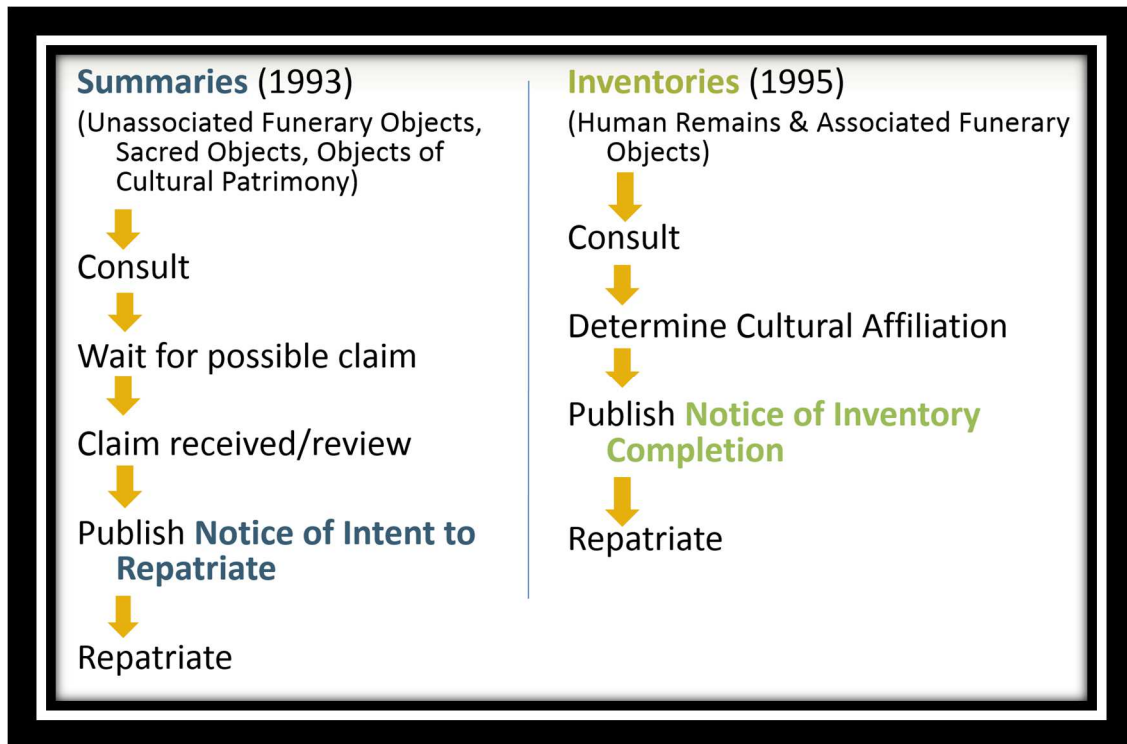 Summaries (1993)
(Unassociated Funerary Objects,
Sacred Objects, Objects of
Cultural Patrimony)
Consult
Wait for possible claim
Claim received/review
Publish Notice of Intent to
Repatriate
Repatriate
Inventories (1995)
(Human Remains & Associated Funerary
Objects)
Consult
Determine Cultural Affiliation
Publish Notice of Inventory
Completion
Repatriate